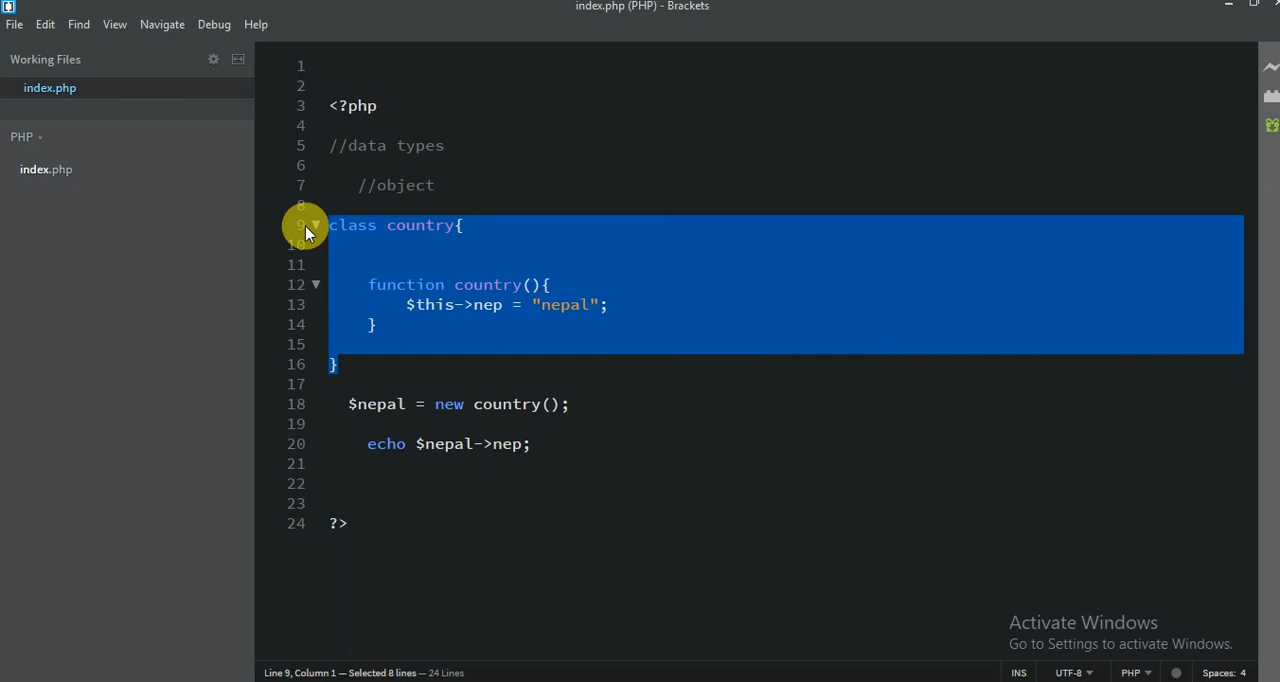 index.php (PHP) - Brackets
File Edit Find View Navigate Debug Help
Working Files
index.php
PHP
index.php
1
2
3 <?php
4
5 //data types
6
7 //object
8
9 class country{
10
11
12 function country(){
13 $this->nep = "nepal";
14 }
15
16 }
17
18 $nepal = new country();
19
20 echo $nepal->nep;
21
22
23
24 ?>
Activate Windows
Go to Settings to activate Windows.
Line 9, Column 1 — Selected 8 lines — 24 Lines
INS UTF-8 PHP Spaces: 4